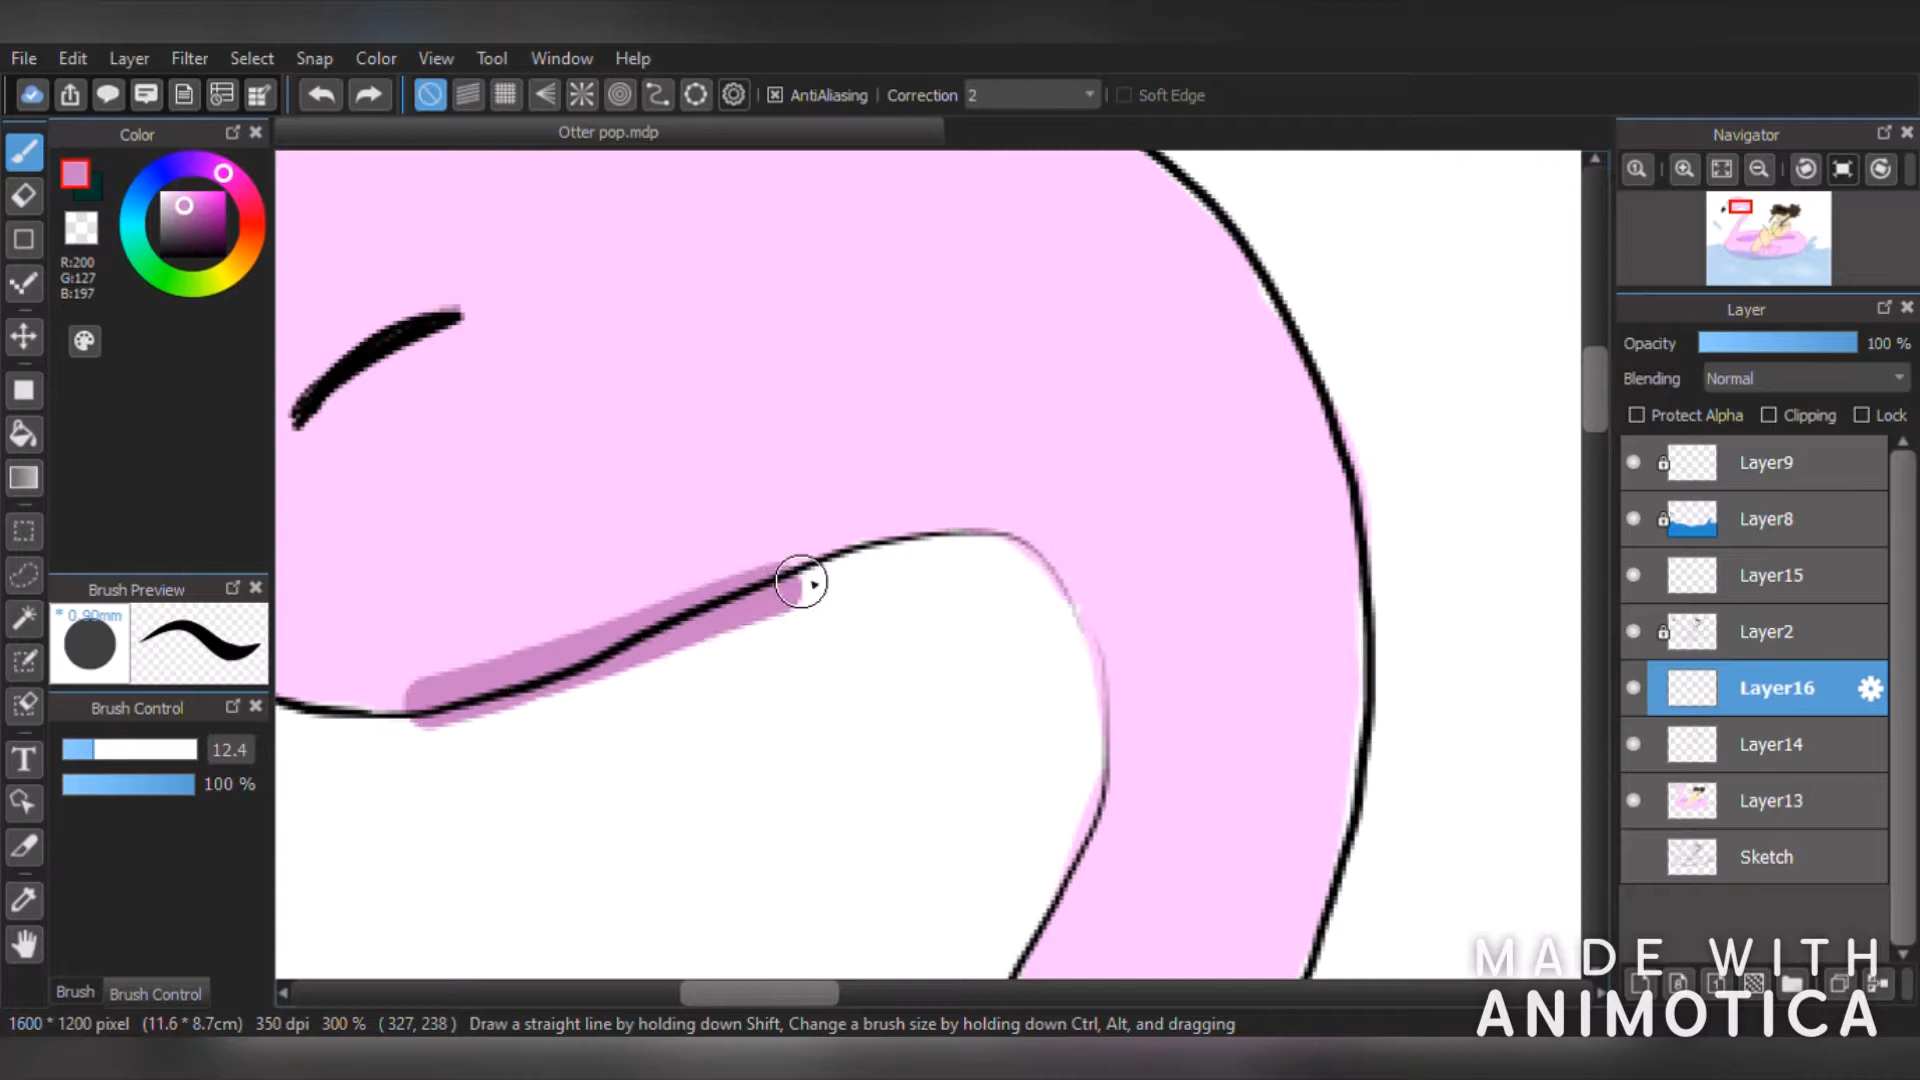 File Edit Layer Filter Select Snap Color View Tool Window Help
AntiAliasing Correction 2 Soft Edge
Color
Otter pop.mdp
Navigator
R:200
G:127
B:197
Layer
Opacity 100 %
Blending Normal
Protect Alpha Clipping Lock
Layer9
Layer8
Layer15
Layer2
Layer16
Layer14
Layer13
Sketch
Brush Preview
* 0.90mm
Brush Control
12.4
100 %
T
Brush Brush Control
1600 * 1200 pixel (11.6 * 8.7cm) 350 dpi 300 % ( 327, 238 ) Draw a straight line by holding down Shift, Change a brush size by holding down Ctrl, Alt, and dragging
MADE WITH
ANIMOTICA